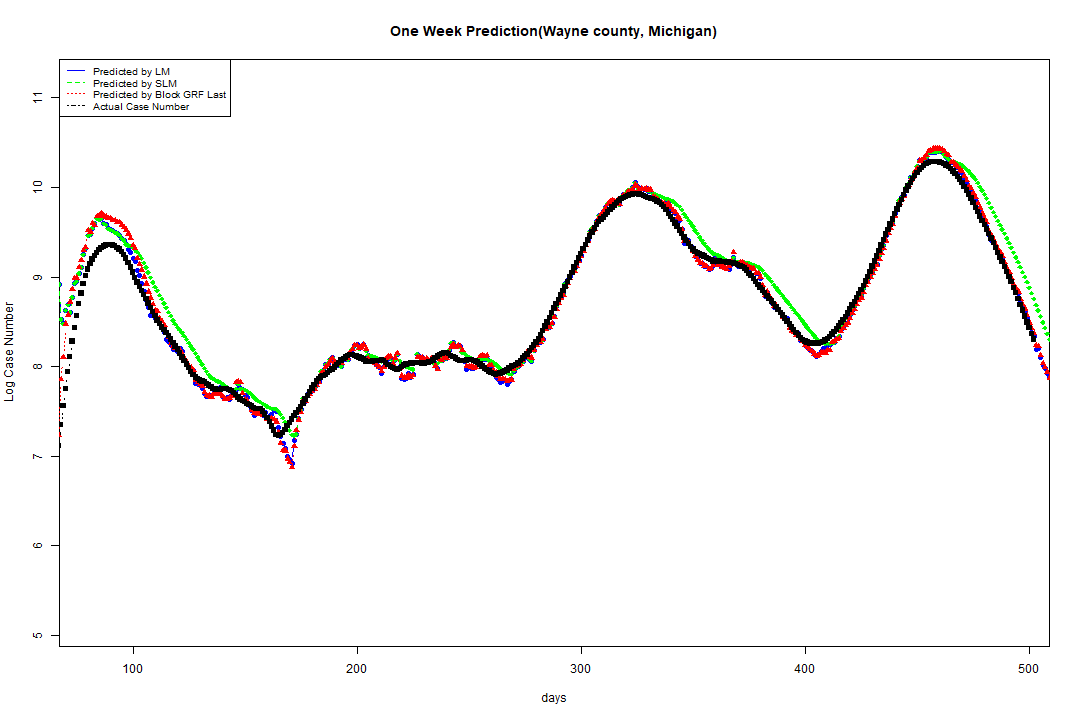 One Week Prediction(Wayne county, Michigan)
Predicted by LM
Predicted by SLM
Predicted by Block GRF Last
Actual Case Number
11
10
9
8
7
6
5
Log Case Number
100 200 300 400 500
days